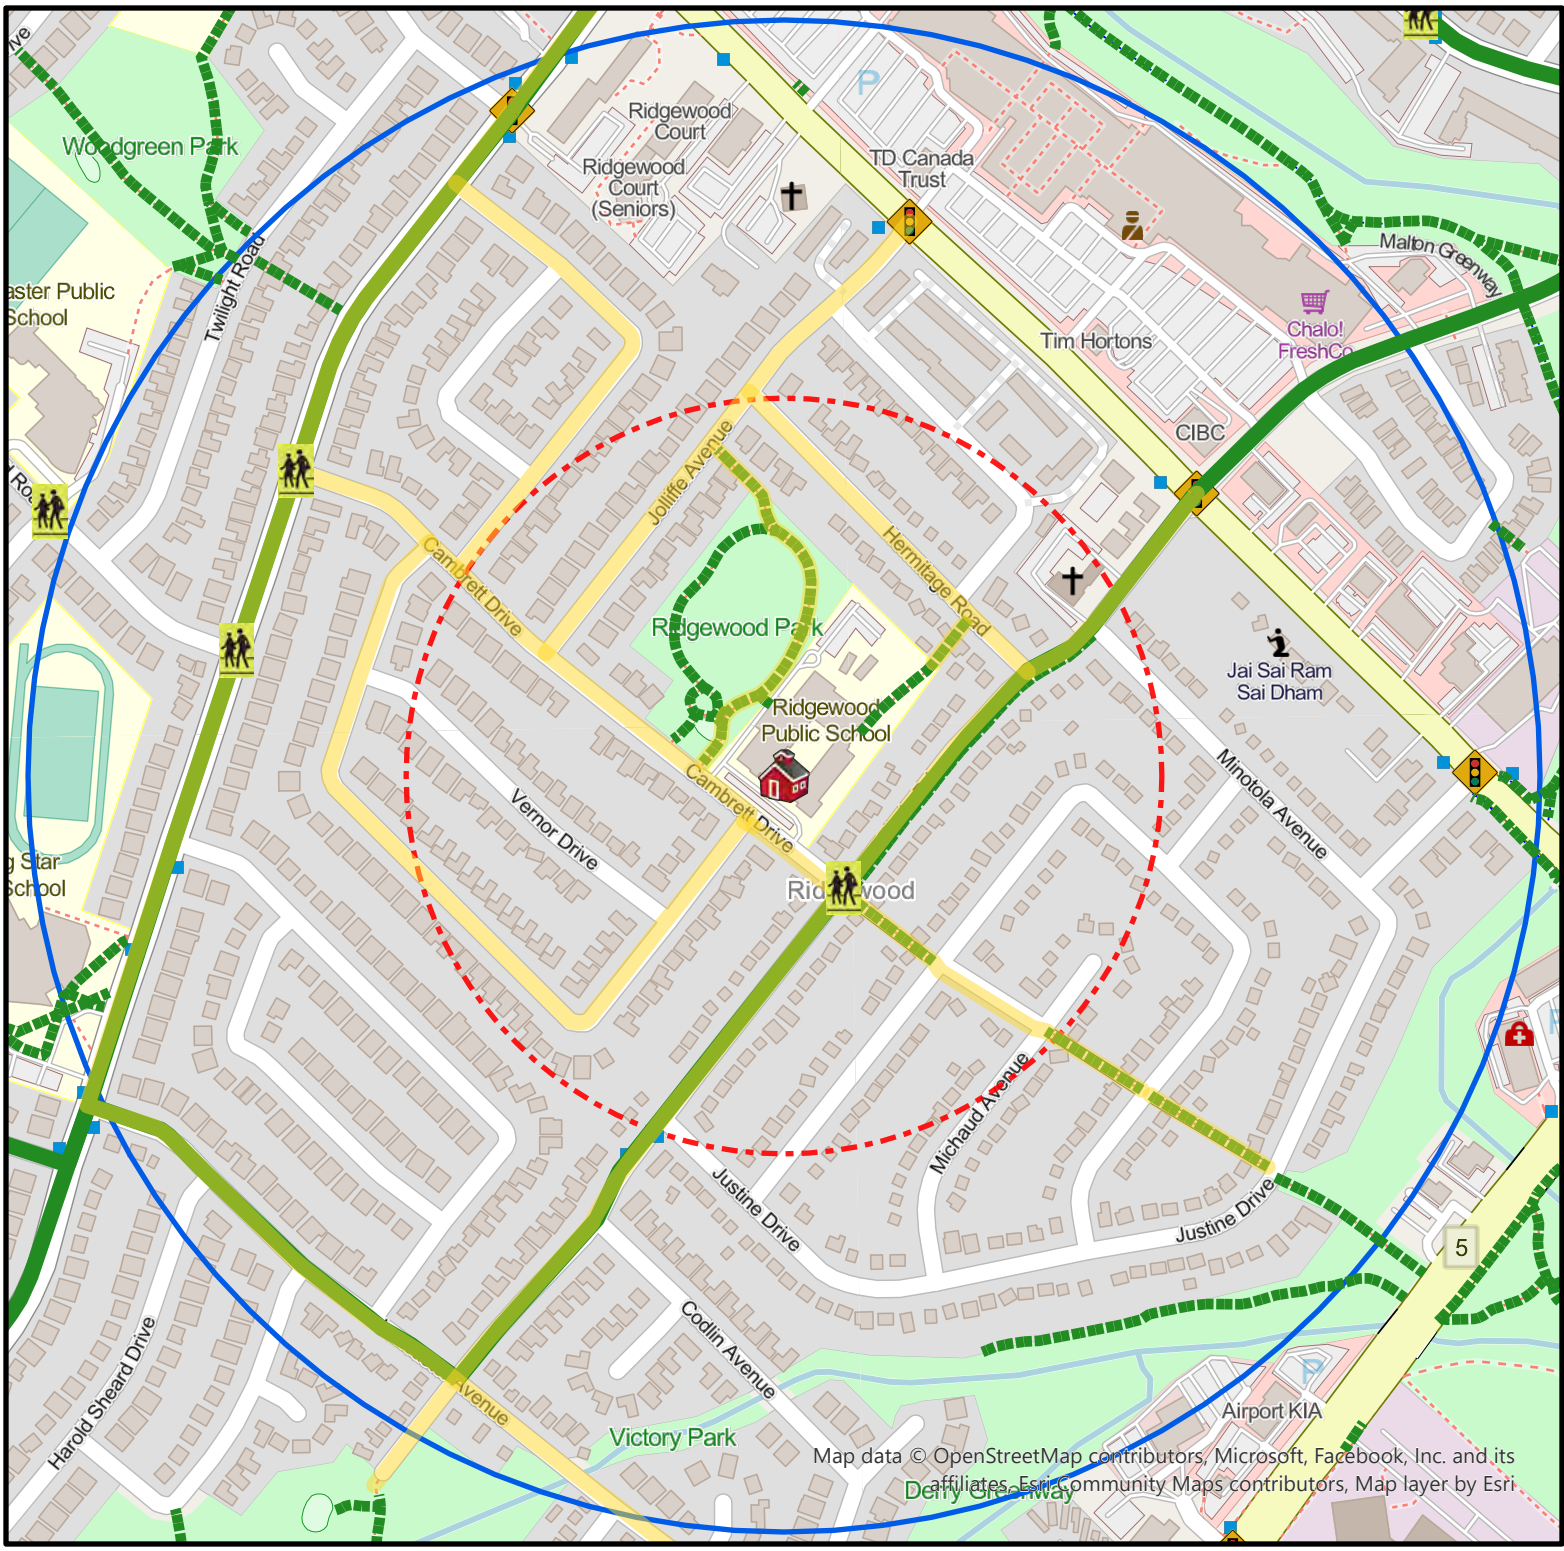 Ridgewood
Court
P
Woodgreen Park
TD Canada
Trust
Ridgewood
Court
(Seniors)
Malton Greenway
aster Public
School
Twilight Road
Tim Hortons
Chalo!
FreshCo
CIBC
Jolliffe Avenue
Cambrett Drive
Hermitage Road
Ridgewood Park
Jai Sai Ram
Sai Dham
Ridgewood
Public School
Minotola Avenue
Cambrett Drive
Vernor Drive
g Star
School
Ridgewood
P
Michaud Avenue
Justine Drive
Justine Drive
5
Harold Sheard Drive
Codlin Avenue
Avenue
P
Airport KIA
Victory Park
Map data © OpenStreetMap contributors, Microsoft, Facebook, Inc. and its
affiliates, Esri Community Maps contributors, Map layer by Esri
Derry Greenway